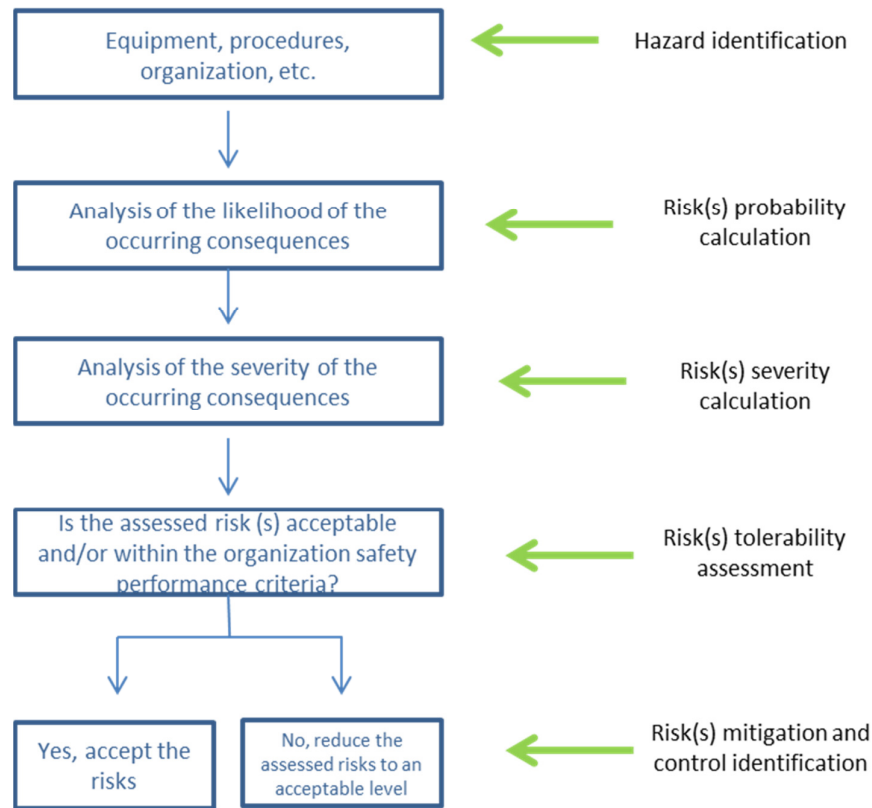 Equipment, procedures,
organization, etc.
Hazard identification
Analysis of the likelihood of the
occurring consequences
Risk(s) probability
calculation
Analysis of the severity of the
occurring consequences
Risk(s) severity
calculation
Is the assessed risk (s) acceptable
and/or within the organization safety
performance criteria?
Risk(s) tolerability
assessment
Yes, accept the
risks
No, reduce the
assessed risks to an
acceptable level
Risk(s) mitigation and
control identification